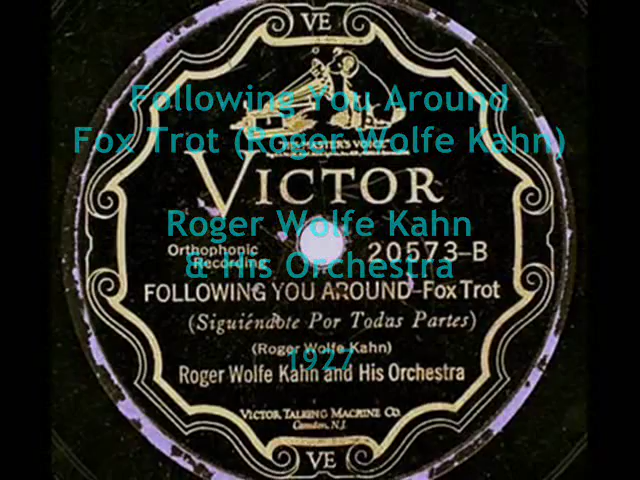 VE
Following You Around
Fox Trot (Roger Wolfe Kahn)
"HIS MASTER'S VOICE"
VICTOR
Roger Wolfe Kahn
& His Orchestra
Orthophonic
Recording
20573-B
FOLLOWING YOU AROUND-Fox Trot
(Siguiéndote Por Todas Partes)
(Roger Wolfe Kahn)
1927
Roger Wolfe Kahn and His Orchestra
VICTOR TALKING MACHINE CO.
Camden, N.J.
VE